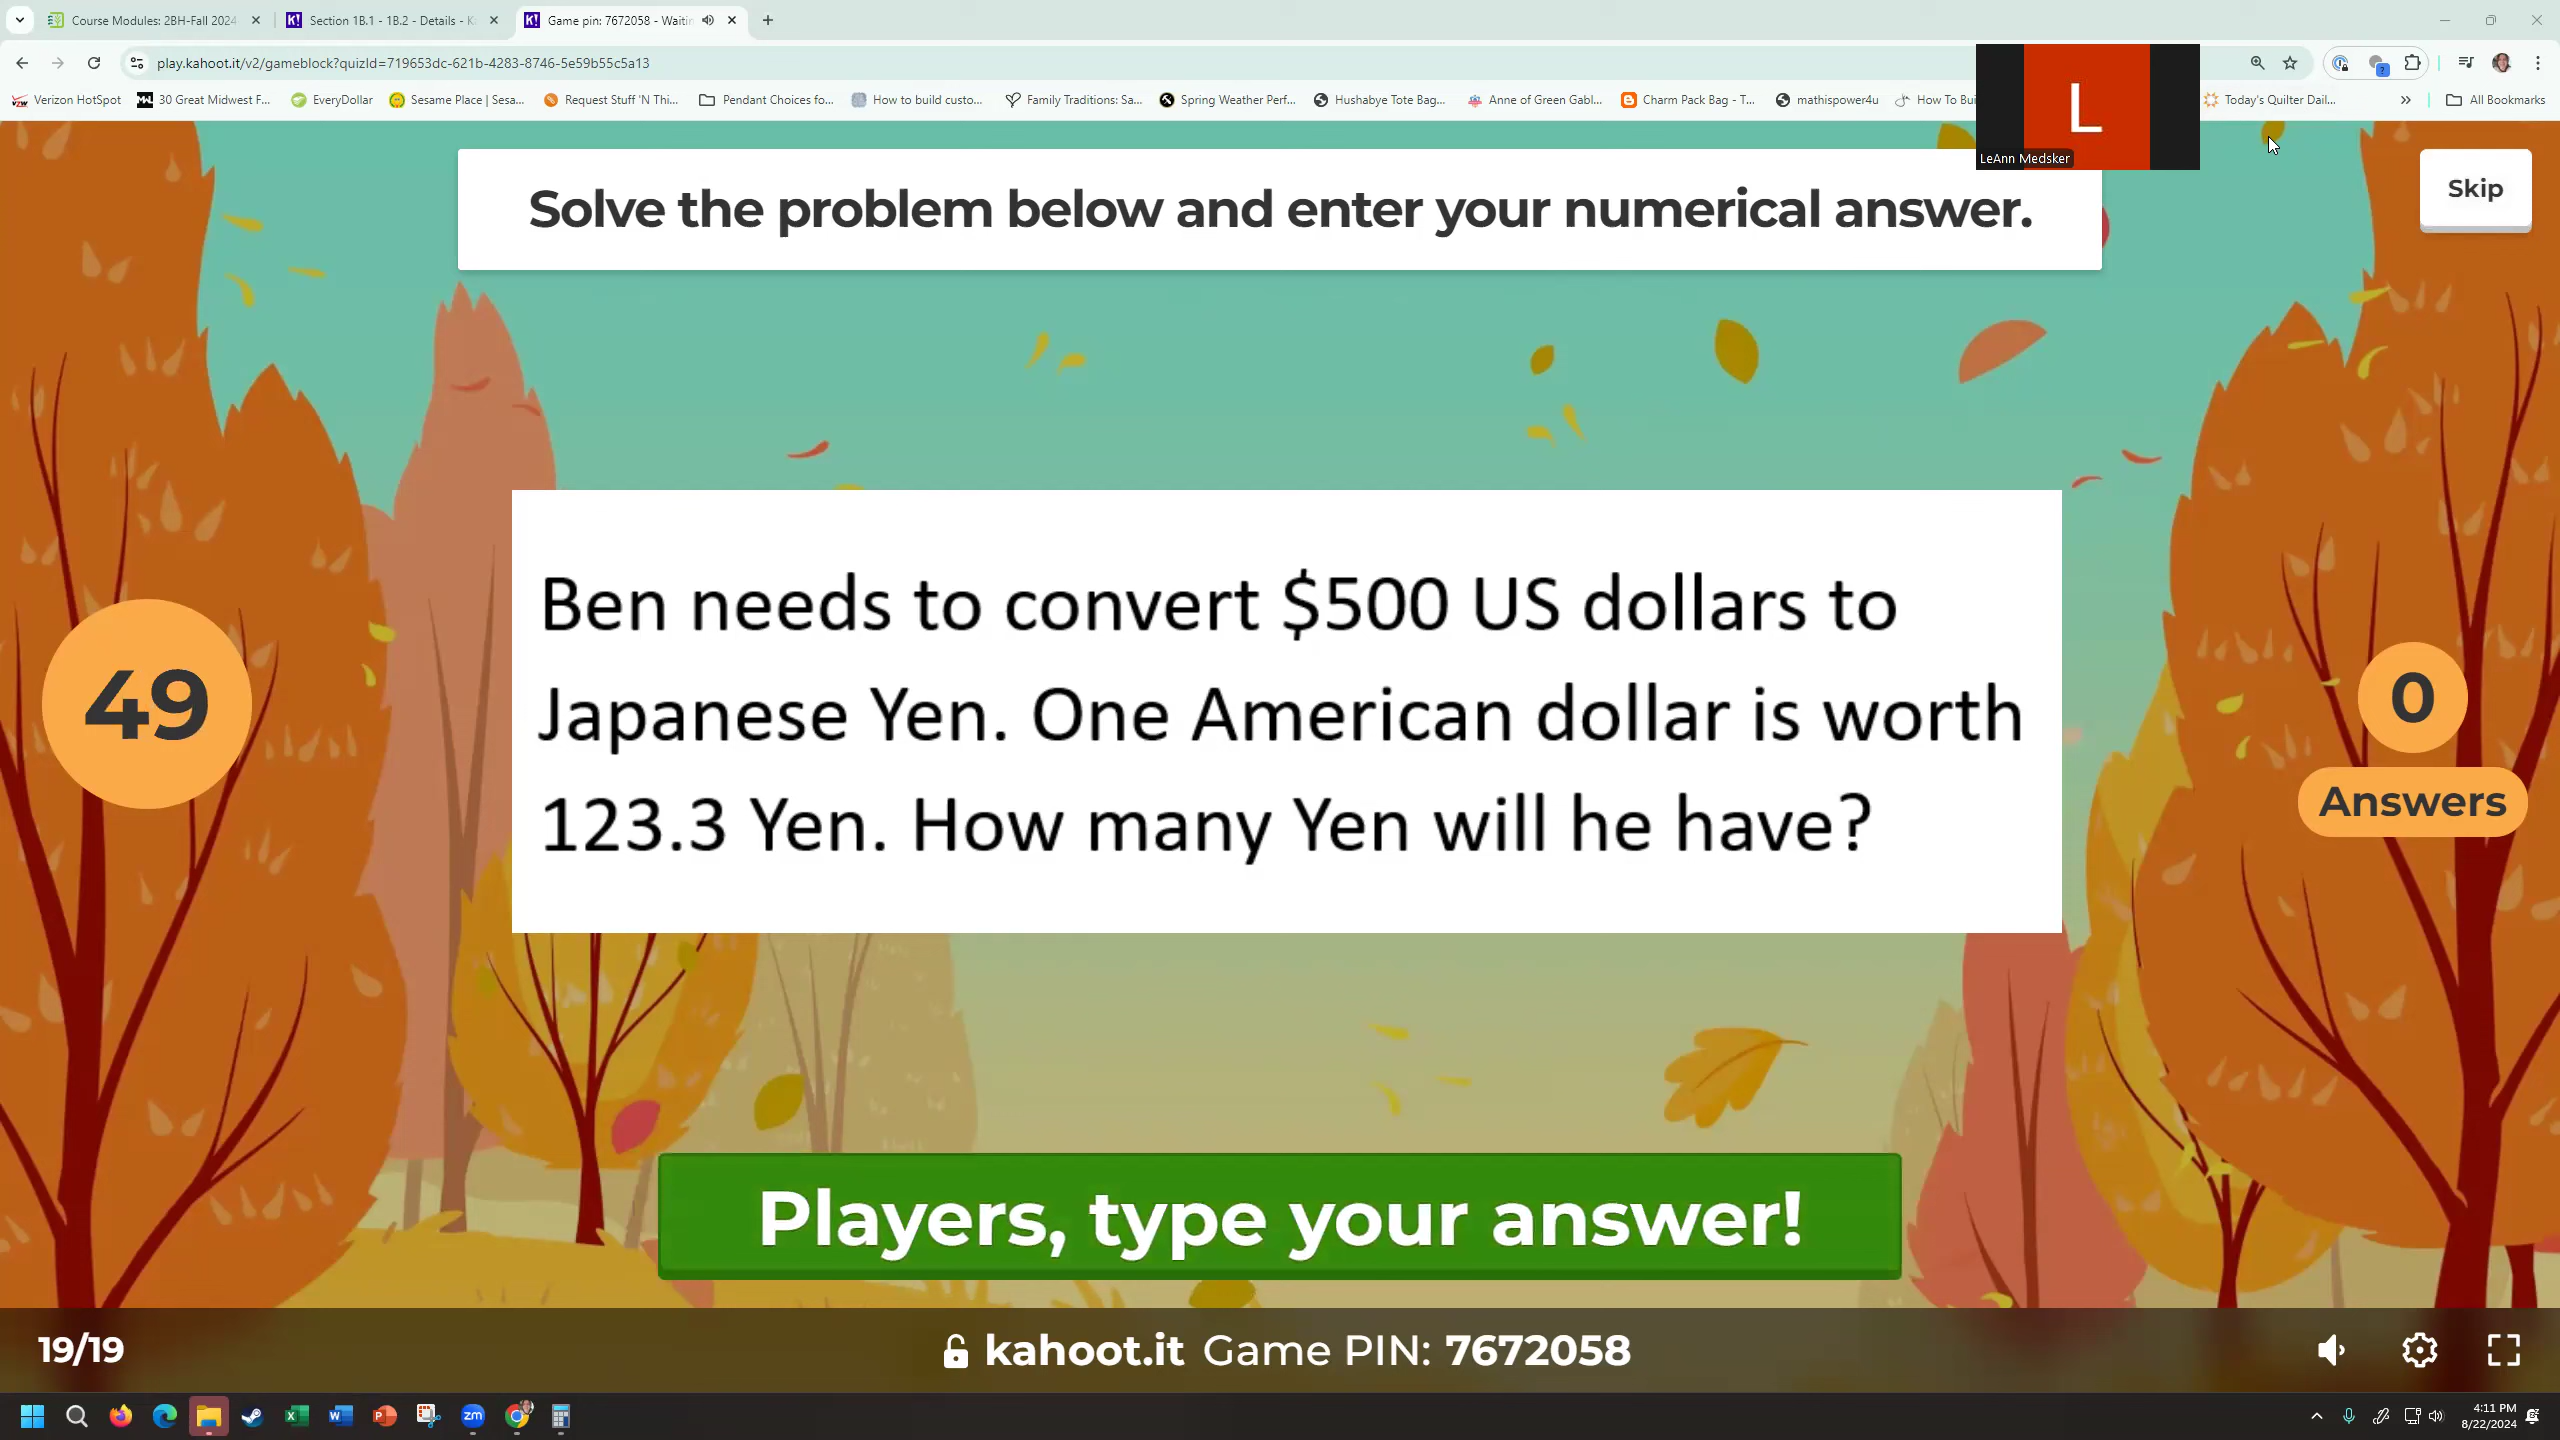 Course Modules: 2BH-Fall 2024
Section 1B.1 - 1B.2 - Details - K
Game pin: 7672058 - Waitin
play.kahoot.it/v2/gameblock?quizId=719653dc-621b-4283-8746-5e59b55c5a13
Verizon HotSpot
30 Great Midwest F...
EveryDollar
Sesame Place | Sesa...
Request Stuff 'N Thi...
Pendant Choices fo...
How to build custo...
Family Traditions: Sa...
Spring Weather Perf...
Hushabye Tote Bag...
Anne of Green Gabl...
Charm Pack Bag - T...
mathispower4u
How To Bui
Today's Quilter Dail...
All Bookmarks
L
LeAnn Medsker
Skip
Solve the problem below and enter your numerical answer.
Ben needs to convert $500 US dollars to
Japanese Yen. One American dollar is worth
123.3 Yen. How many Yen will he have?
49
0
Answers
Players, type your answer!
19/19
kahoot.it Game PIN: 7672058
4:11 PM
8/22/2024